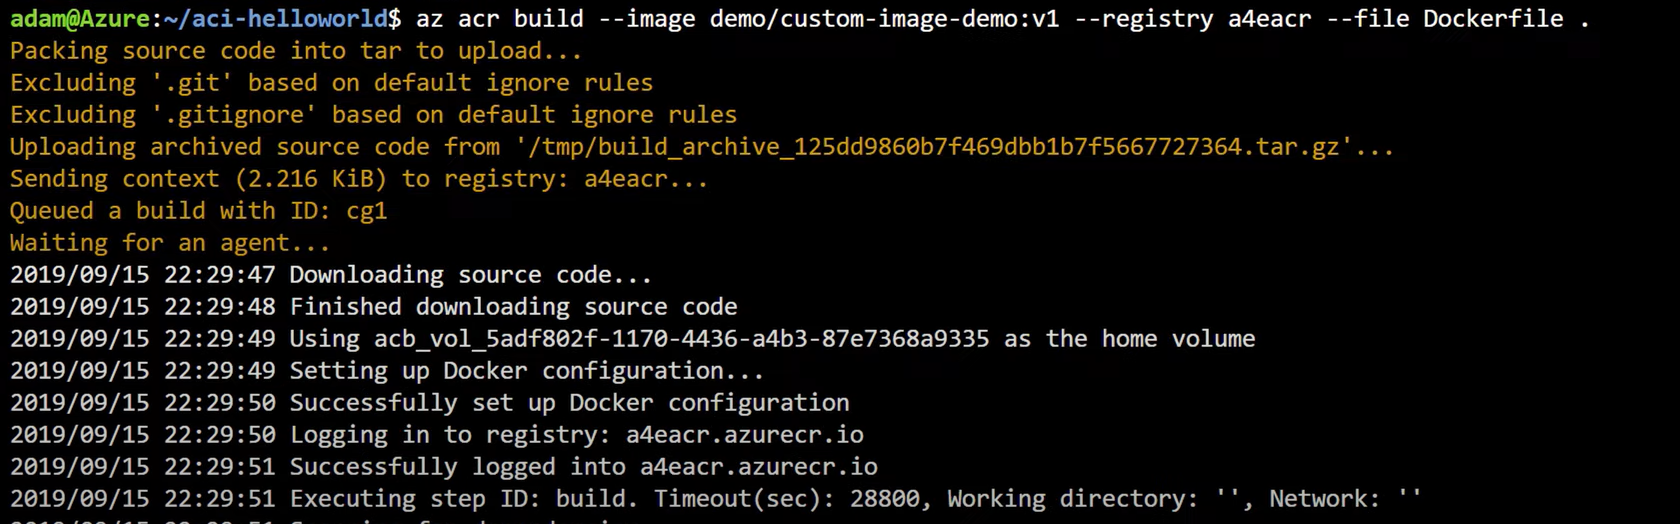 adam@Azure:~/aci-helloworld$ az acr build --image demo/custom-image-demo:v1 --registry a4eacr --file Dockerfile .
Packing source code into tar to upload...
Excluding '.git' based on default ignore rules
Excluding '.gitignore' based on default ignore rules
Uploading archived source code from '/tmp/build_archive_125dd9860b7f469dbb1b7f5667727364.tar.gz'...
Sending context (2.216 KiB) to registry: a4eacr...
Queued a build with ID: cg1
Waiting for an agent...
2019/09/15 22:29:47 Downloading source code...
2019/09/15 22:29:48 Finished downloading source code
2019/09/15 22:29:49 Using acb_vol_5adf802f-1170-4436-a4b3-87e7368a9335 as the home volume
2019/09/15 22:29:49 Setting up Docker configuration...
2019/09/15 22:29:50 Successfully set up Docker configuration
2019/09/15 22:29:50 Logging in to registry: a4eacr.azurecr.io
2019/09/15 22:29:51 Successfully logged into a4eacr.azurecr.io
2019/09/15 22:29:51 Executing step ID: build. Timeout(sec): 28800, Working directory: '', Network: ''